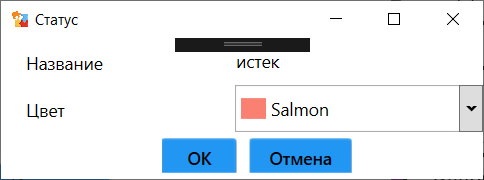 Статус
Название
истек
Цвет
Salmon
OK
Отмена